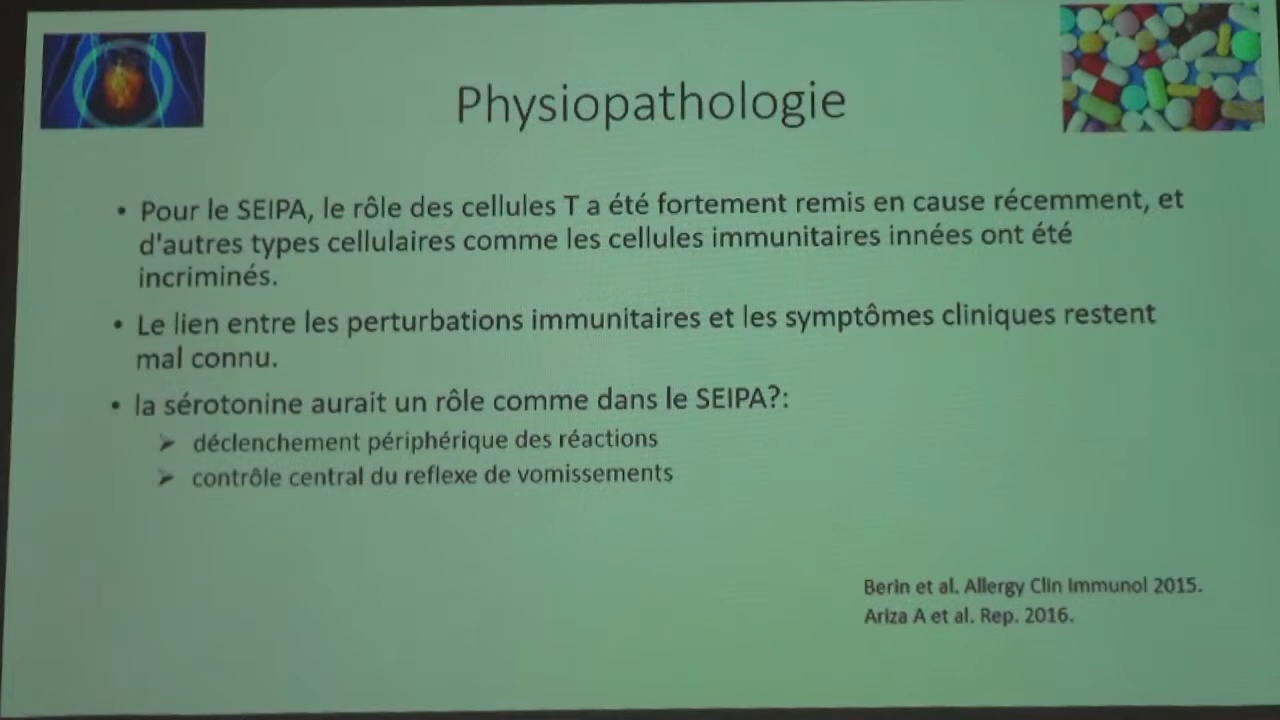 Physiopathologie
• Pour le SEIPA, le rôle des cellules T a été fortement remis en cause récemment, et
d'autres types cellulaires comme les cellules immunitaires innées ont été
incriminés.
• Le lien entre les perturbations immunitaires et les symptômes cliniques restent
mal connu.
• la sérotonine aurait un rôle comme dans le SEIPA?:
➢ déclenchement périphérique des réactions
➢ contrôle central du reflexe de vomissements
Berin et al. Allergy Clin Immunol 2015.
Ariza A et al. Rep. 2016.